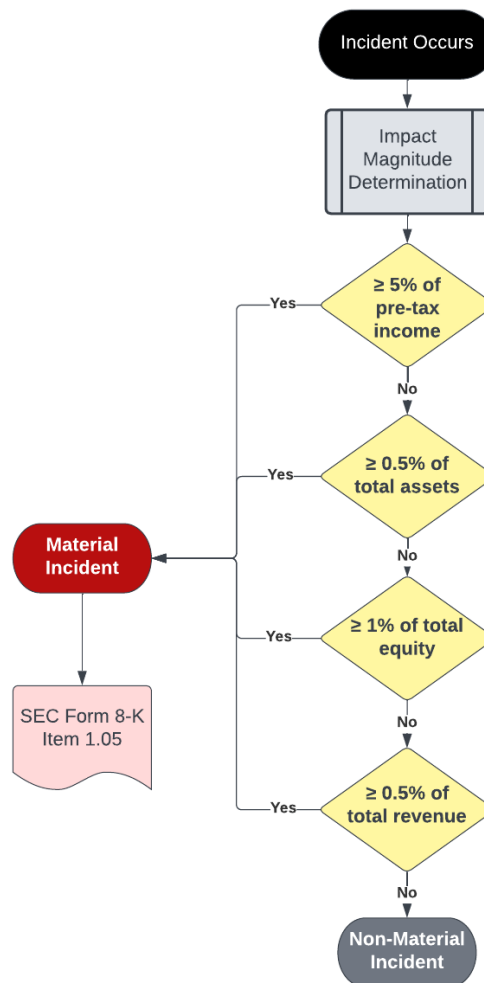 Incident Occurs
Impact
Magnitude
Determination
≥ 5% of
pre-tax
income
Yes
No
≥ 0.5% of
total assets
Yes
No
Material
Incident
≥ 1% of total
equity
Yes
No
SEC Form 8-K
Item 1.05
≥ 0.5% of
total revenue
Yes
No
Non-Material
Incident